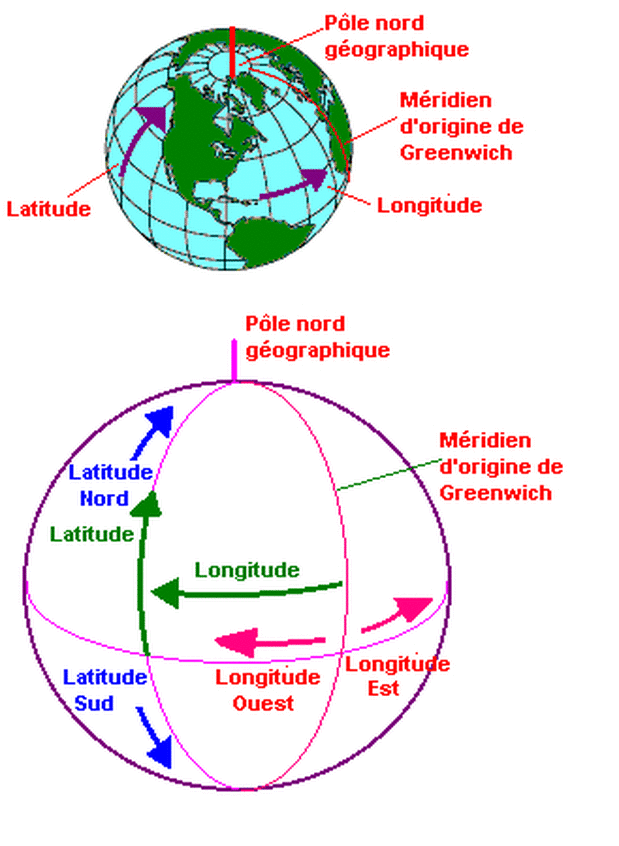 Pôle nord
géographique
Méridien
d'origine de
Greenwich
Latitude
Longitude
Pôle nord
géographique
Méridien
d'origine de
Greenwich
Latitude
Nord
Latitude
Longitude
Latitude
Sud
Longitude
Ouest
Longitude
Est